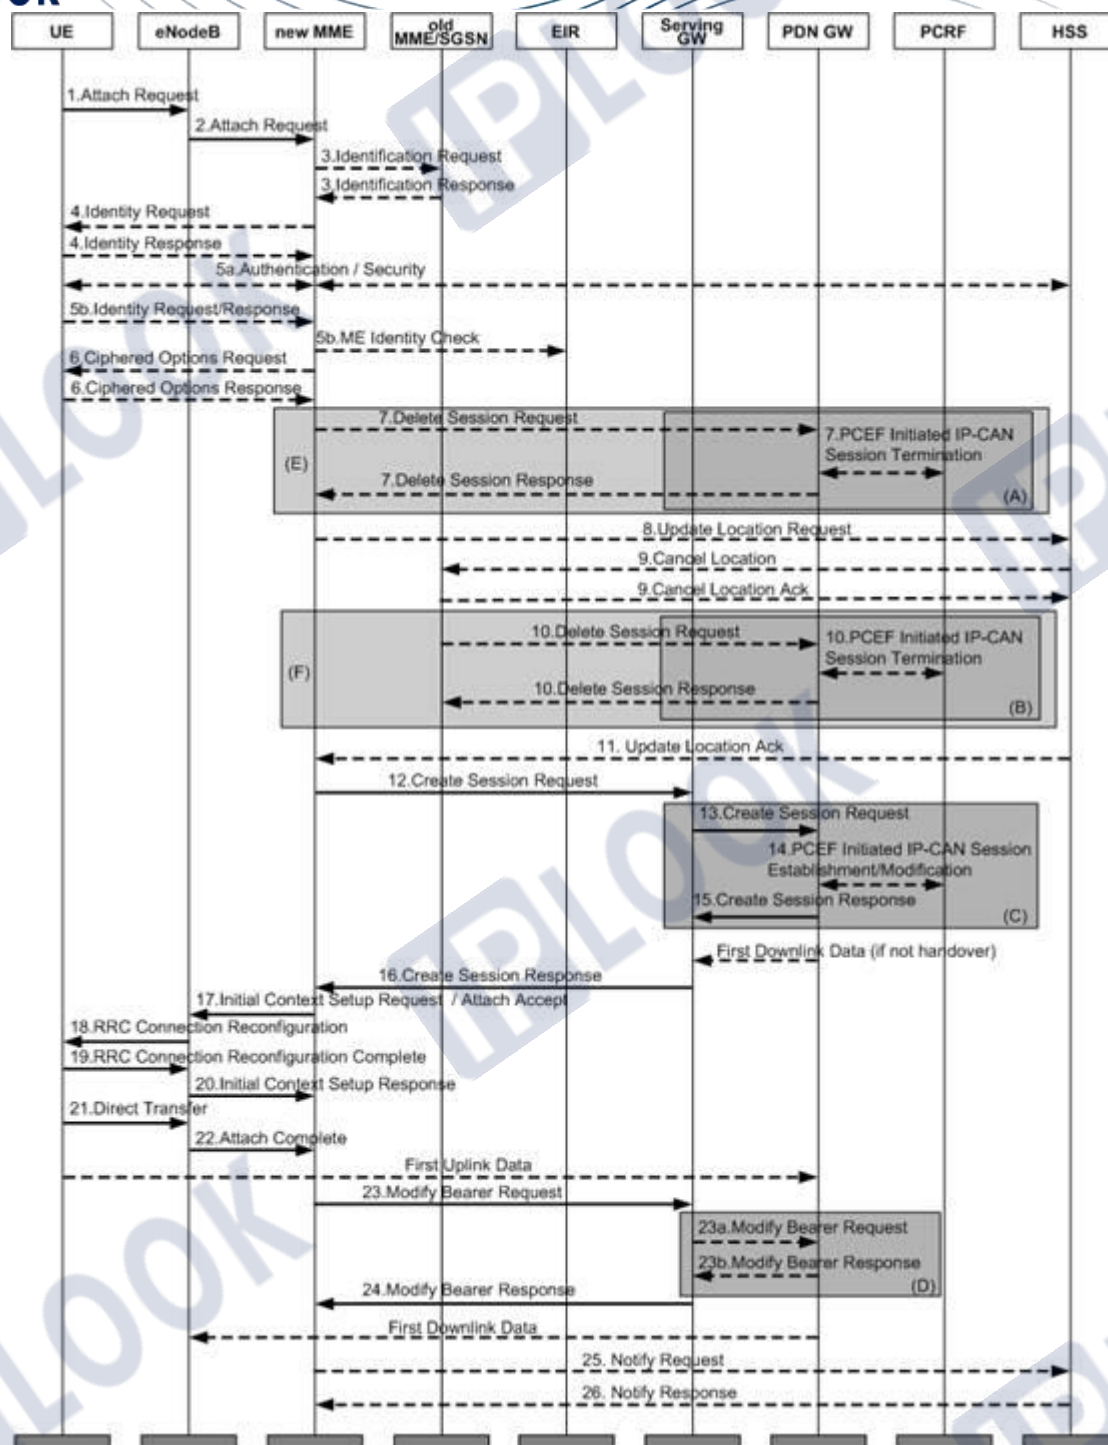 OK
UE
eNodeB
new MME
old
MME/SGSN
EIR
Serving
GW
PDN GW
PCRF
HSS
1.Attach Request
2.Attach Request
3.Identification Request
3.Identification Response
4.Identity Request
4.Identity Response
5a.Authentication / Security
5b.Identity Request/Response
5b.ME Identity Check
6.Ciphered Options Request
6.Ciphered Options Response
7.Delete Session Request
7.PCEF Initiated IP-CAN
Session Termination
(E)
7.Delete Session Response
(A)
8.Update Location Request
9.Cancel Location
9.Cancel Location Ack
10.Delete Session Request
10.PCEF Initiated IP-CAN
Session Termination
(F)
10.Delete Session Response
(B)
11. Update Location Ack
12.Create Session Request
13.Create Session Request
14.PCEF Initiated IP-CAN Session
Establishment/Modification
15.Create Session Response
(C)
First Downlink Data (if not handover)
16.Create Session Response
17.Initial Context Setup Request / Attach Accept
18.RRC Connection Reconfiguration
19.RRC Connection Reconfiguration Complete
20.Initial Context Setup Response
21.Direct Transfer
22.Attach Complete
First Uplink Data
23.Modify Bearer Request
23a.Modify Bearer Request
23b.Modify Bearer Response
(D)
24.Modify Bearer Response
First Downlink Data
25. Notify Request
26. Notify Response
IPLOOK
IPLOOK